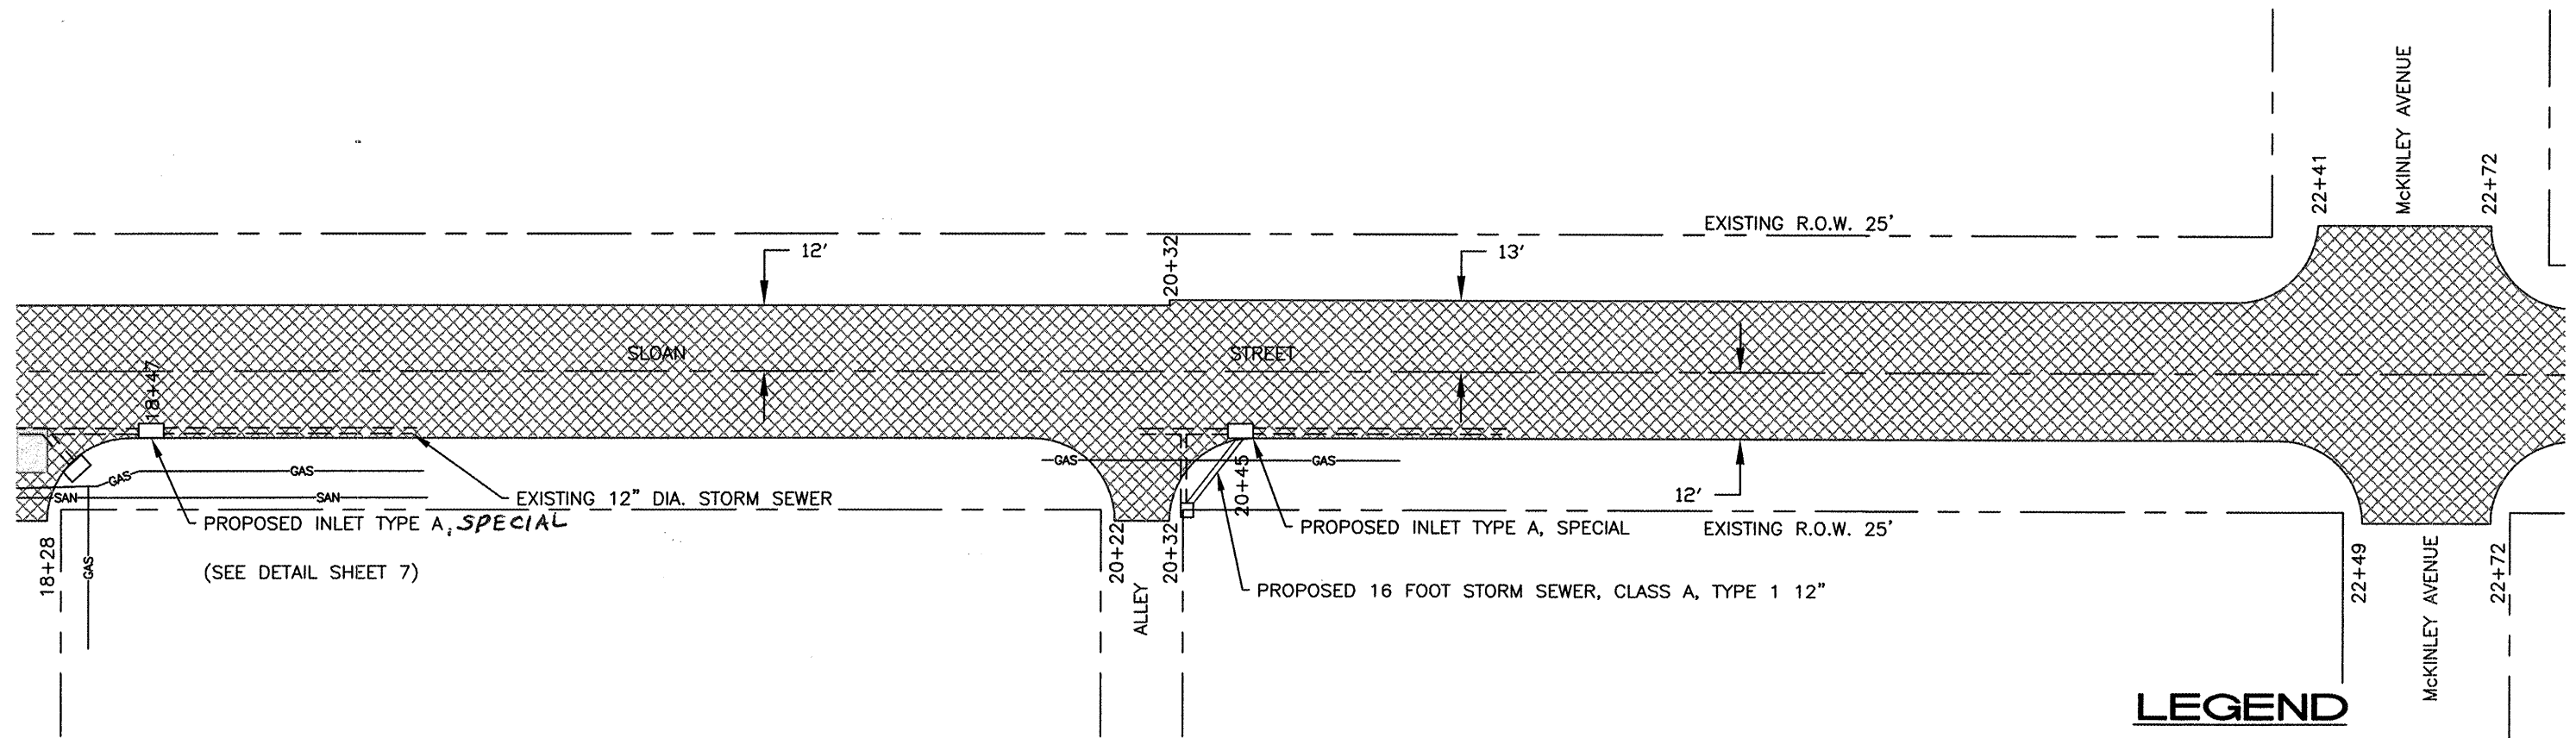 McKINLEY AVENUE
22+41
22+72
EXISTING R.O.W. 25'
12'
20+32
13'
SLOAN
STREET
18+47
GAS
GAS
GAS
GAS
SAN
SAN
EXISTING 12" DIA. STORM SEWER
20+45
12'
PROPOSED INLET TYPE A, SPECIAL
(SEE DETAIL SHEET 7)
PROPOSED INLET TYPE A, SPECIAL
EXISTING R.O.W. 25'
18+28
GAS
20+22
20+32
ALLEY
PROPOSED 16 FOOT STORM SEWER, CLASS A, TYPE 1 12"
22+49
22+72
McKINLEY AVENUE
LEGEND